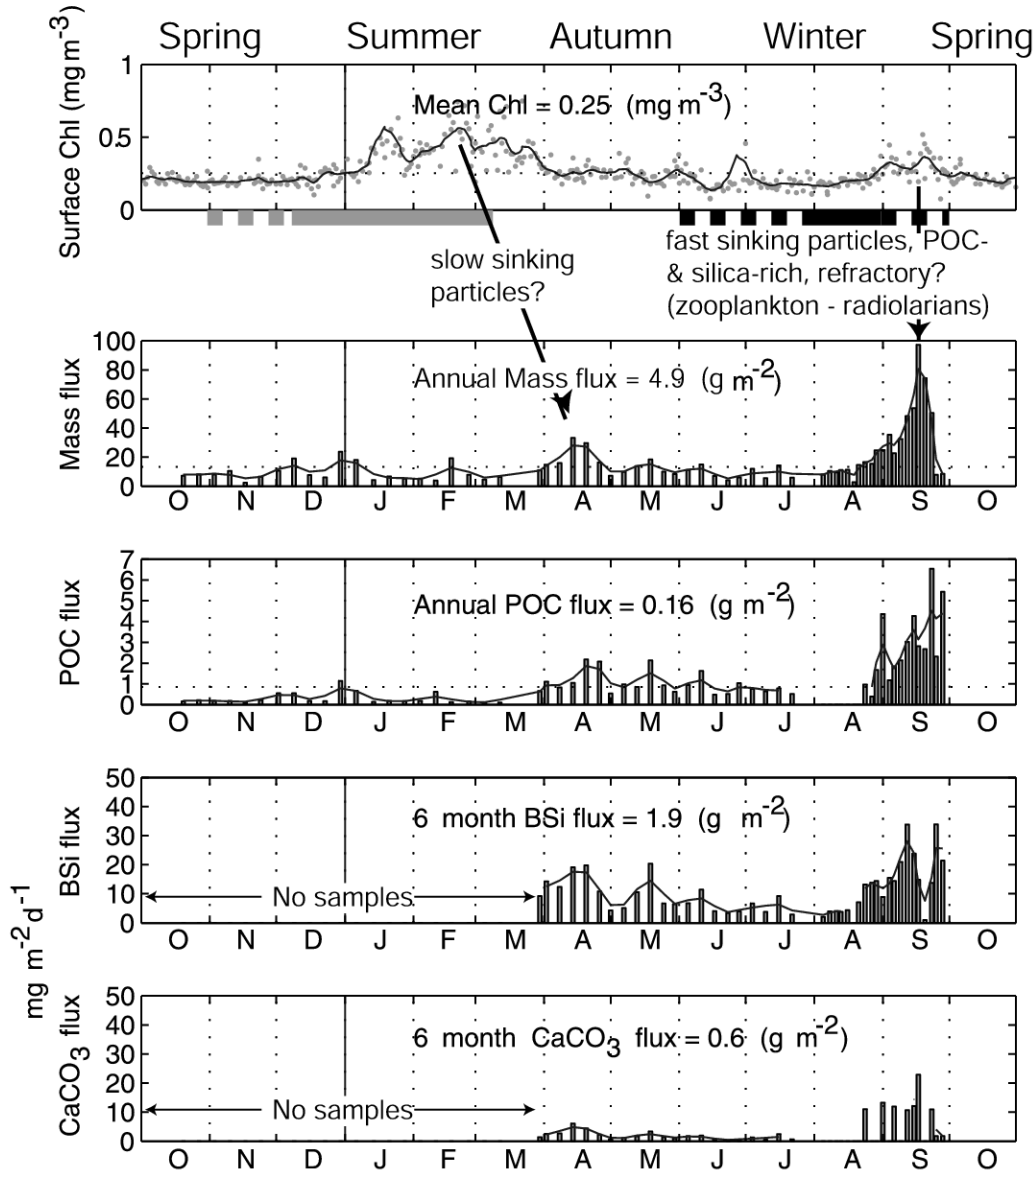 Spring Summer Autumn Winter Spring
Surface Chl (mg m-3)
1
0.5
0
Mean Chl = 0.25 (mg m-3)
slow sinking
particles?
fast sinking particles, POC-
& silica-rich, refractory?
(zooplankton - radiolarians)
Mass flux
100
80
60
40
20
0
Annual Mass flux = 4.9 (g m-2)
O N D J F M A M J J A S O
POC flux
7
6
5
4
3
2
1
0
Annual POC flux = 0.16 (g m-2)
O N D J F M A M J J A S O
BSi flux
50
40
30
20
10
0
6 month BSi flux = 1.9 (g m-2)
No samples
O N D J F M A M J J A S O
mg m-2d-1
CaCO3 flux
50
40
30
20
10
0
6 month CaCO3 flux = 0.6 (g m-2)
No samples
O N D J F M A M J J A S O